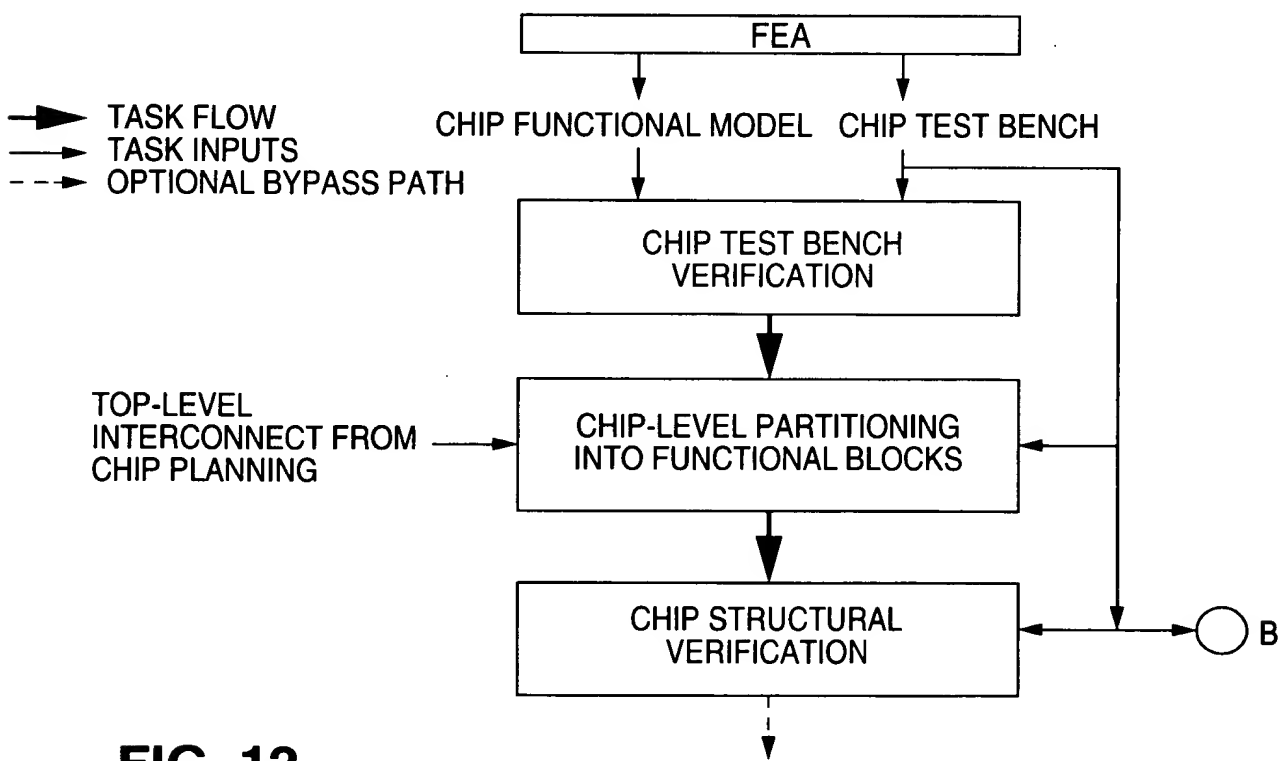 FEA
TASK FLOW
TASK INPUTS
OPTIONAL BYPASS PATH
CHIP FUNCTIONAL MODEL
CHIP TEST BENCH
CHIP TEST BENCH
VERIFICATION
TOP-LEVEL
INTERCONNECT FROM
CHIP PLANNING
CHIP-LEVEL PARTITIONING
INTO FUNCTIONAL BLOCKS
CHIP STRUCTURAL
VERIFICATION
B